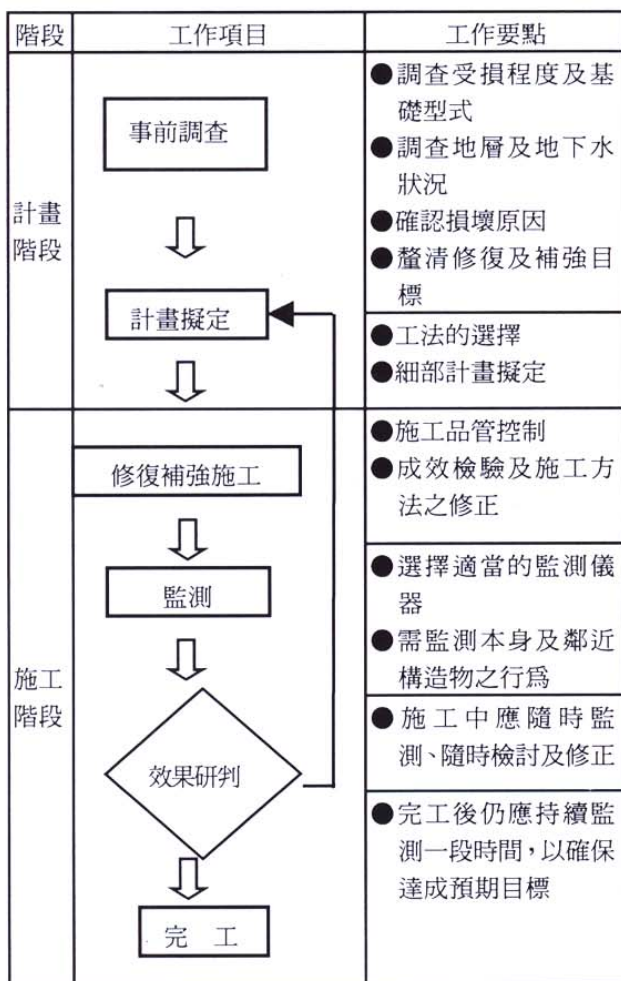 階段 工作項目 工作要點
計畫
階段
事前調查
●調查受損程度及基
礎型式
●調查地層及地下水
狀況
●確認損壞原因
●釐清修復及補強目
標
計畫擬定
●工法的選擇
●細部計畫擬定
施工
階段
修復補強施工
●施工品管控制
●成效檢驗及施工方
法之修正
監測
●選擇適當的監測儀
器
●需監測本身及鄰近
構造物之行為
效果研判
●施工中應隨時監
測、隨時檢討及修正
完 工
●完工後仍應持續監
測一段時間，以確保
達成預期目標